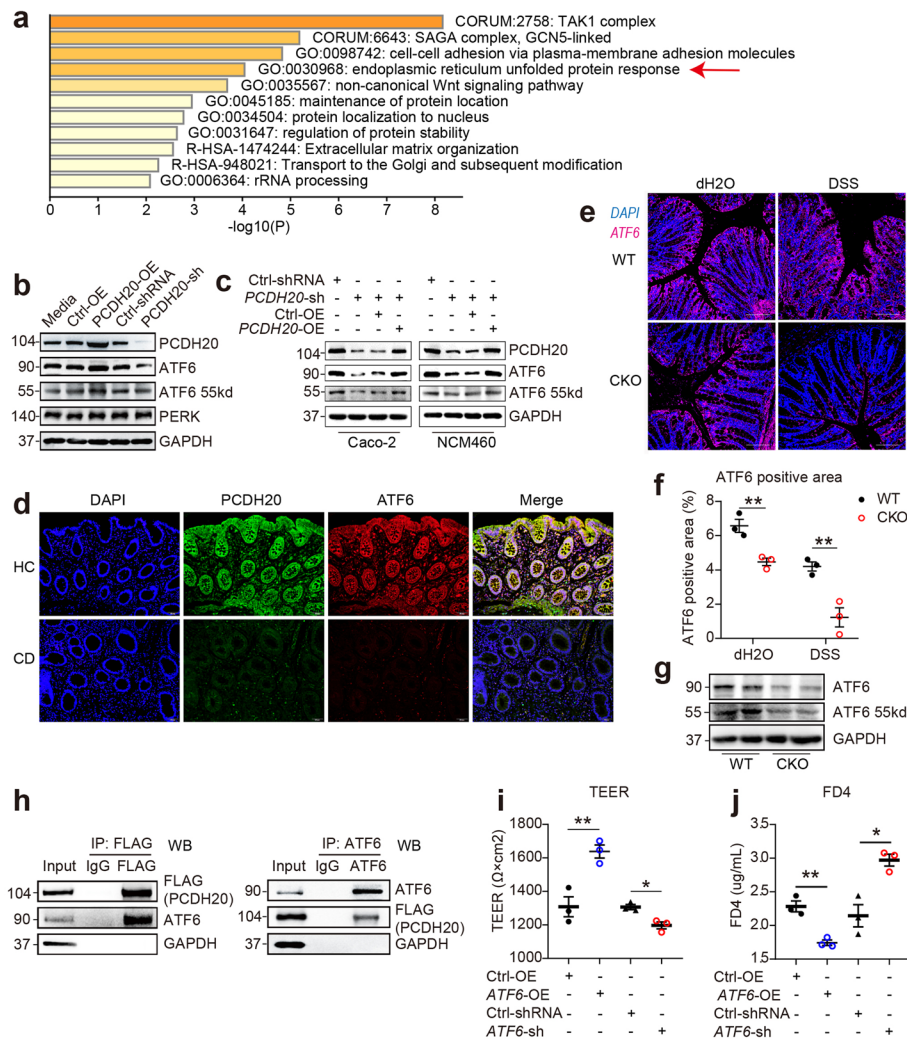 a
CORUM:2758: TAK1 complex
CORUM:6643: SAGA complex, GCN5-linked
GO:0098742: cell-cell adhesion via plasma-membrane adhesion molecules
GO:0030968: endoplasmic reticulum unfolded protein response
GO:0035567: non-canonical Wnt signaling pathway
GO:0045185: maintenance of protein location
GO:0034504: protein localization to nucleus
GO:0031647: regulation of protein stability
R-HSA-1474244: Extracellular matrix organization
R-HSA-948021: Transport to the Golgi and subsequent modification
GO:0006364: rRNA processing
0 1 2 3 4 5 6 7 8
-log10(P)
b
Media
Ctrl-OE
PCDH20-OE
Ctrl-shRNA
PCDH20-sh
104 PCDH20
90 ATF6
55 ATF6 55kd
140 PERK
37 GAPDH
c
Ctrl-shRNA + - - - + - - -
PCDH20-sh - + + + - + + +
Ctrl-OE - - + - - - + -
PCDH20-OE - - - + - - - +
104 PCDH20
90 ATF6
55 ATF6 55kd
37 GAPDH
Caco-2 NCM460
d
DAPI PCDH20 ATF6 Merge
HC
CD
e
dH2O DSS
DAPI
ATF6
WT
CKO
f
ATF6 positive area
ATF6 positive area (%)
8
6
4
2
0
** **
WT
CKO
dH2O DSS
g
90 ATF6
55 ATF6 55kd
37 GAPDH
WT CKO
h
IP: FLAG WB
Input IgG FLAG
104 FLAG
(PCDH20)
90 ATF6
37 GAPDH
IP: ATF6 WB
Input IgG ATF6
90 ATF6
104 FLAG
(PCDH20)
37 GAPDH
i
TEER
TEER (Ω×cm2)
1800
1600
1400
1200
1000
** *
Ctrl-OE + - - -
ATF6-OE - + - -
Ctrl-shRNA - - + -
ATF6-sh - - - +
j
FD4
FD4 (ug/mL)
3.5
3.0
2.5
2.0
1.5
** *
Ctrl-OE + - - -
ATF6-OE - + - -
Ctrl-shRNA - - + -
ATF6-sh - - - +